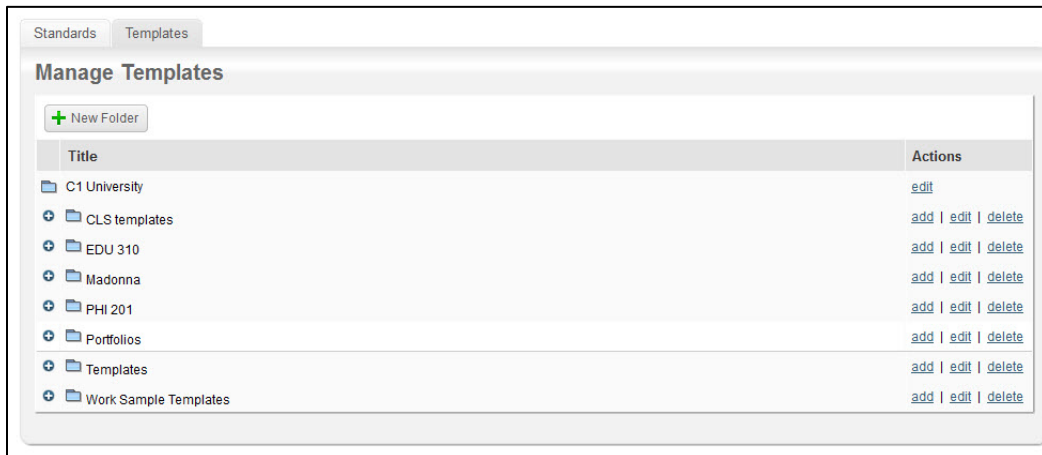 Standards Templates
Manage Templates
New Folder
Title Actions
C1 University edit
CLS templates add | edit | delete
EDU 310 add | edit | delete
Madonna add | edit | delete
PHI 201 add | edit | delete
Portfolios add | edit | delete
Templates add | edit | delete
Work Sample Templates add | edit | delete